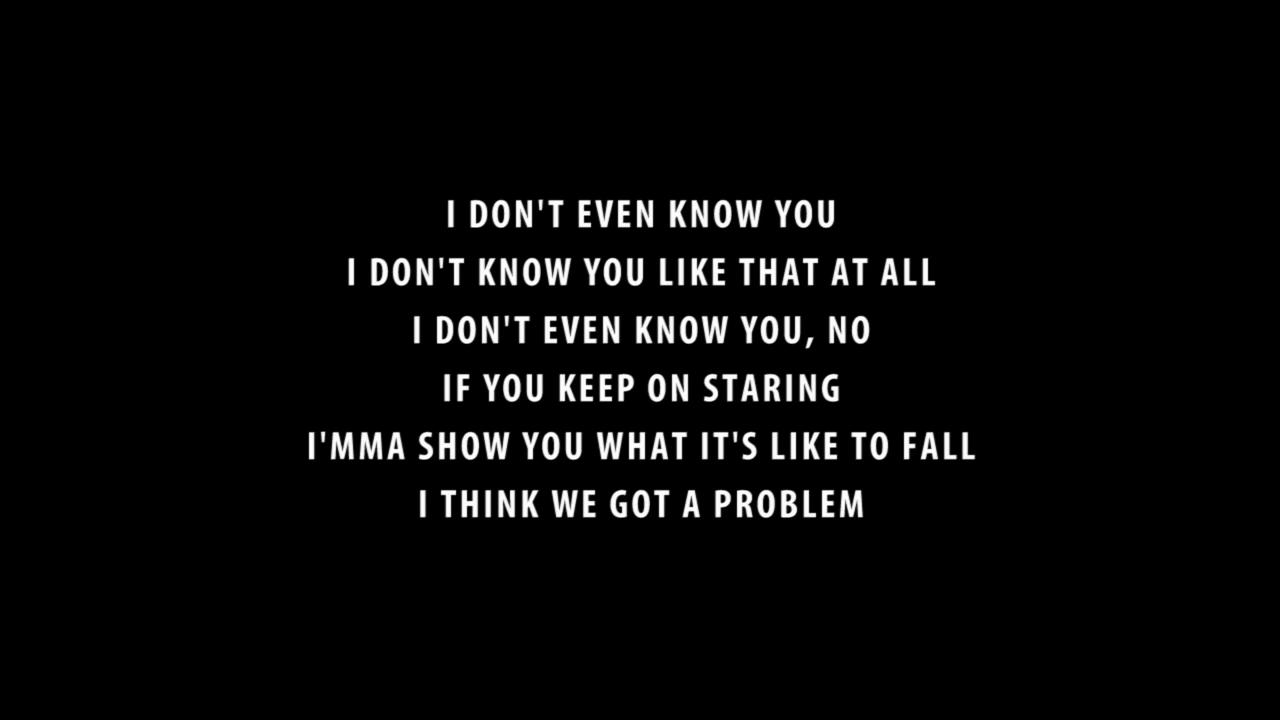 I DON'T EVEN KNOW YOU
I DON'T KNOW YOU LIKE THAT AT ALL
I DON'T EVEN KNOW YOU, NO
IF YOU KEEP ON STARING
I'MMA SHOW YOU WHAT IT'S LIKE TO FALL
I THINK WE GOT A PROBLEM